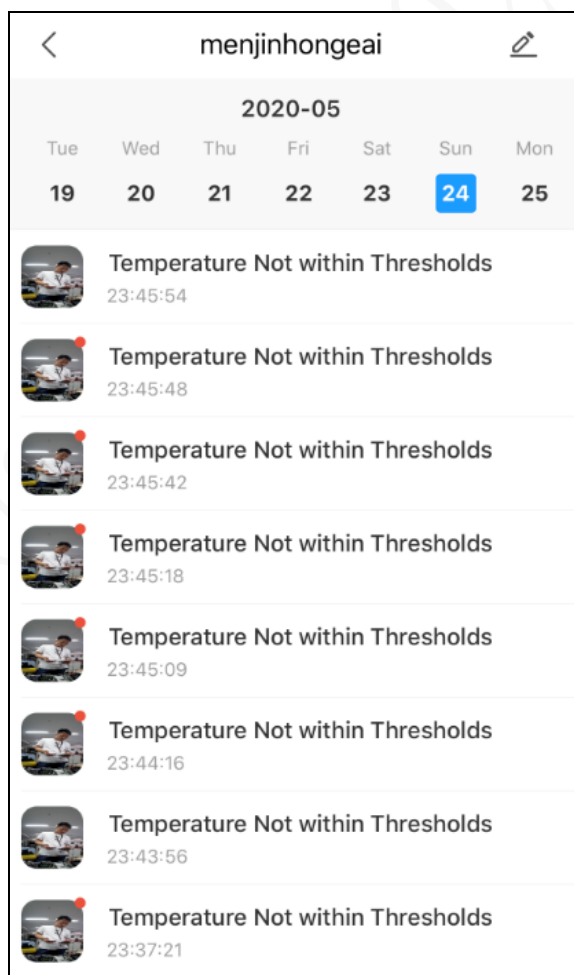 menjinhongeai
2020-05
Tue Wed Thu Fri Sat Sun Mon
19 20 21 22 23 24 25
Temperature Not within Thresholds
23:45:54
Temperature Not within Thresholds
23:45:48
Temperature Not within Thresholds
23:45:42
Temperature Not within Thresholds
23:45:18
Temperature Not within Thresholds
23:45:09
Temperature Not within Thresholds
23:44:16
Temperature Not within Thresholds
23:43:56
Temperature Not within Thresholds
23:37:21